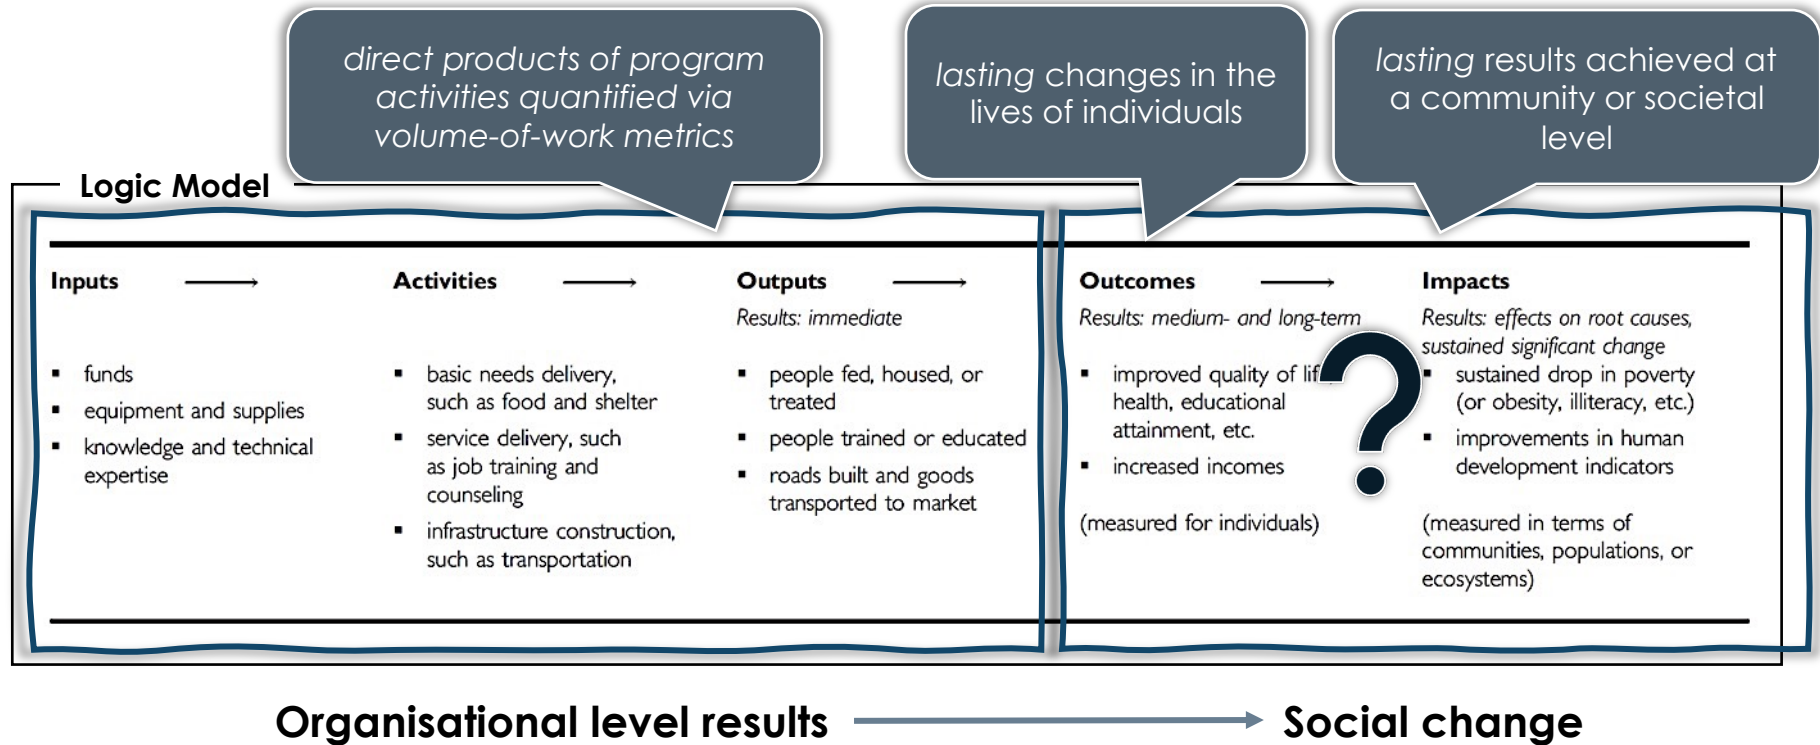 direct products of program
activities quantified via
volume-of-work metrics
lasting changes in the
lives of individuals
lasting results achieved at
a community or societal
level
Logic Model
Inputs →
Activities →
Outputs →
Results: immediate
Outcomes →
Results: medium- and long-term
Impacts
Results: effects on root causes,
sustained significant change
▪ funds
▪ equipment and supplies
▪ knowledge and technical
expertise
▪ basic needs delivery,
such as food and shelter
▪ service delivery, such
as job training and
counseling
▪ infrastructure construction,
such as transportation
▪ people fed, housed, or
treated
▪ people trained or educated
▪ roads built and goods
transported to market
▪ improved quality of
health, educational
attainment, etc.
▪ increased incomes
(measured for individuals)
?
▪ sustained drop in poverty
(or obesity, illiteracy, etc.)
▪ improvements in human
development indicators
(measured in terms of
communities, populations, or
ecosystems)
Organisational level results → Social change